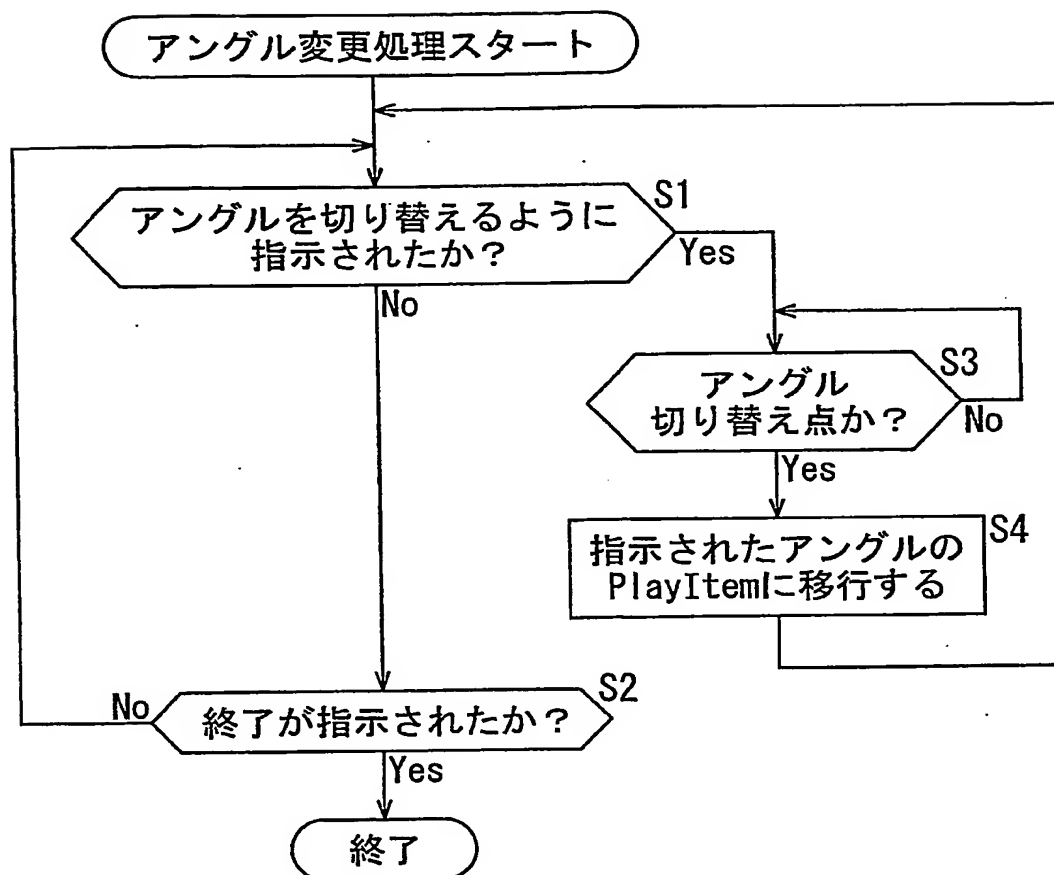 アングル変更処理スタート
アングルを切り替えるように
指示されたか?
S1
Yes
No
アングル
切り替え点か?
S3
No
Yes
指示されたアングルの
PlayItemに移行する
S4
終了が指示されたか?
S2
No
Yes
終了